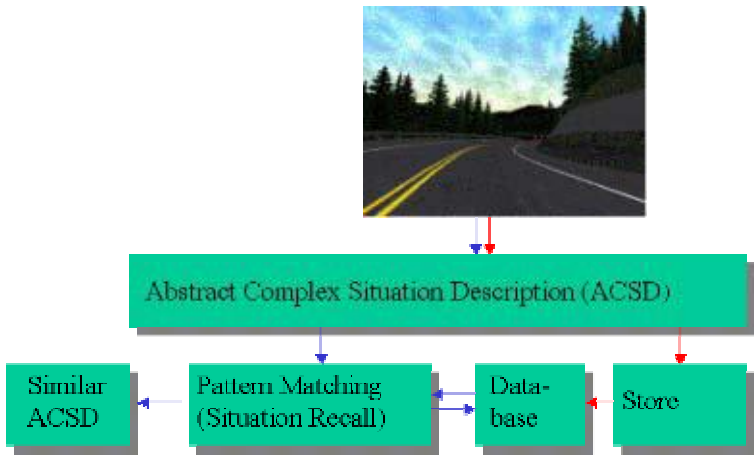 Abstract Complex Situation Description (ACSD)
Similar
ACSD
Pattern Matching
(Situation Recall)
Data-
base
Store